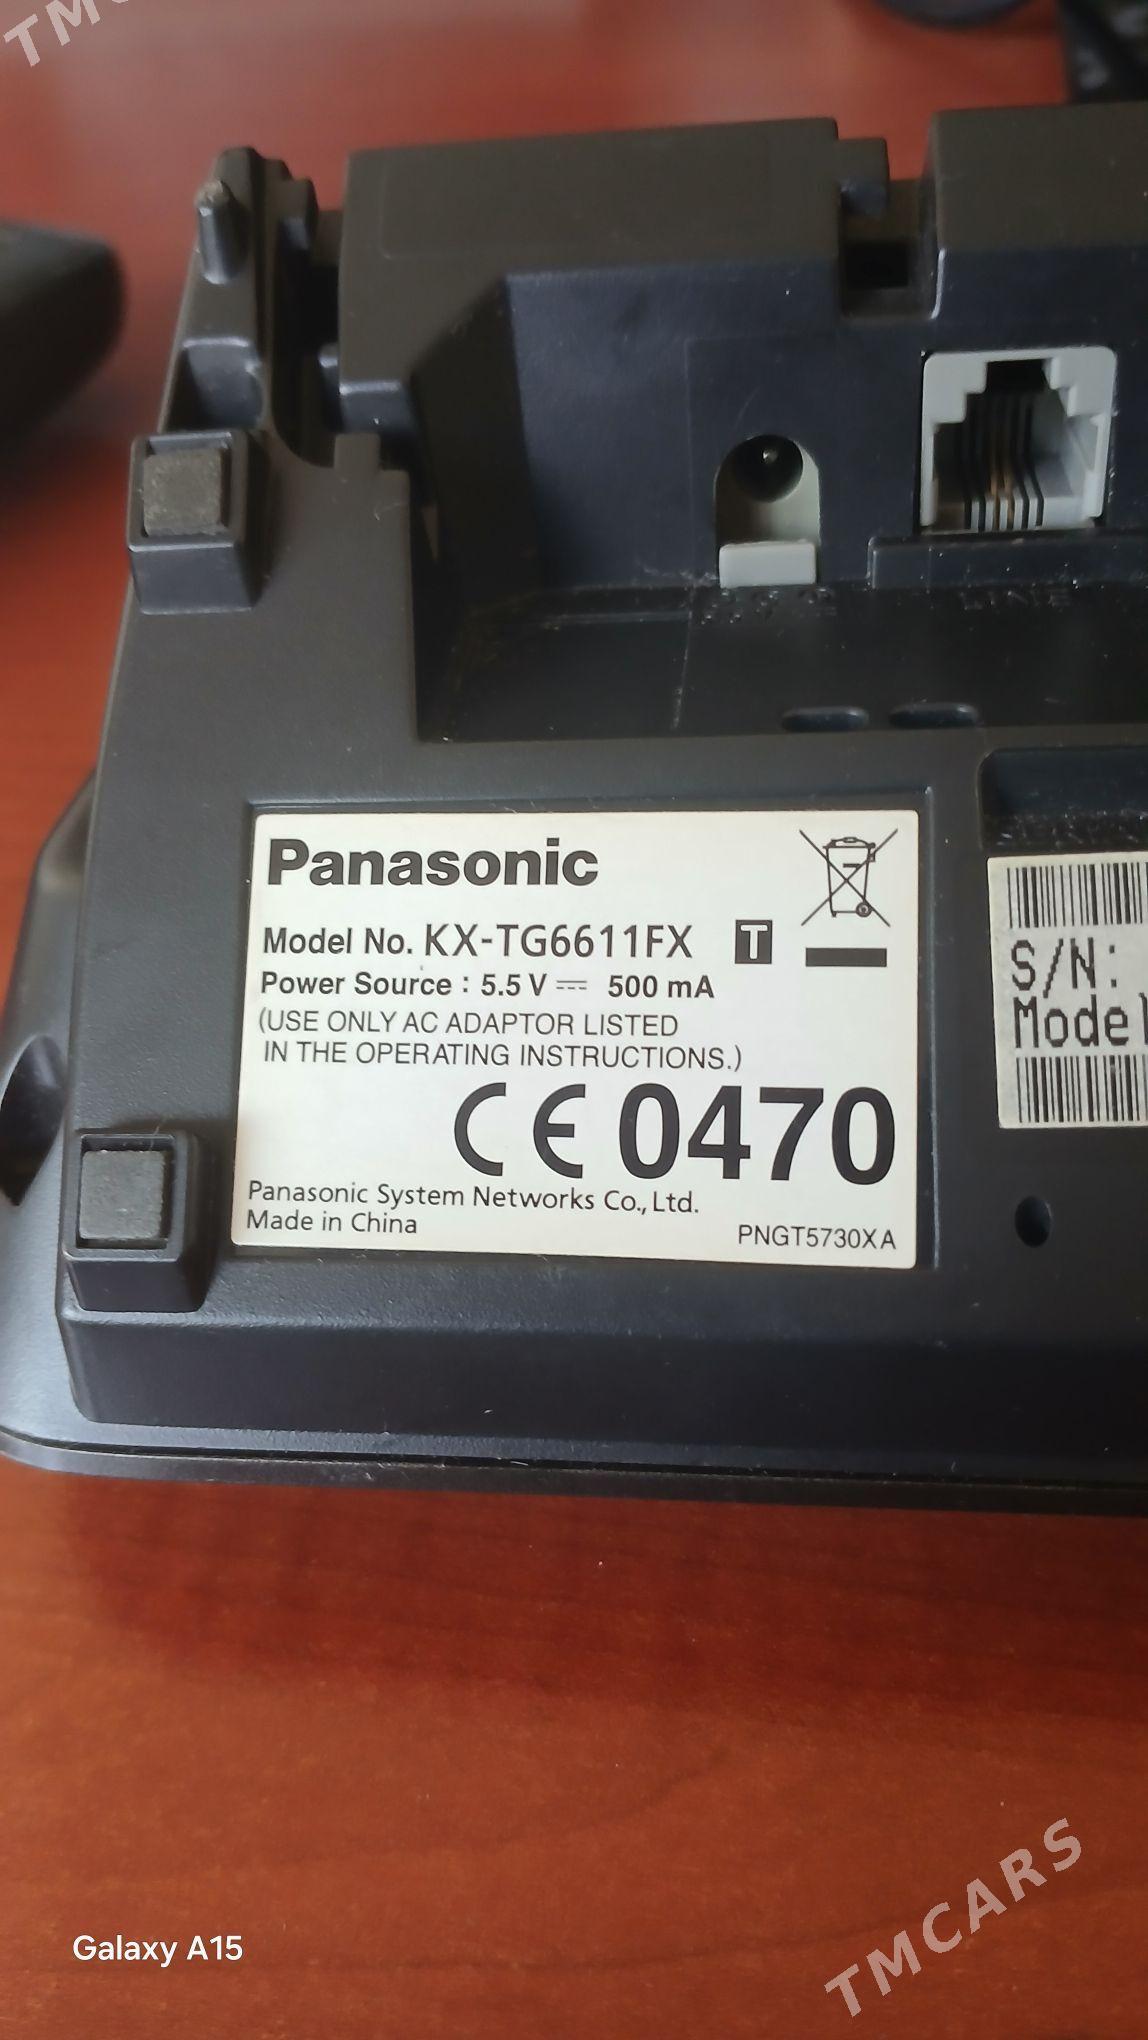 TMC
LINE
Panasonic
Model No. KX-TG6611FX T
Power Source : 5.5 V ⎓ 500 mA
(USE ONLY AC ADAPTOR LISTED
IN THE OPERATING INSTRUCTIONS.)
CE 0470
Panasonic System Networks Co., Ltd.
Made in China
PNGT5730XA
S/N:
Model
TMCARS
Galaxy A15